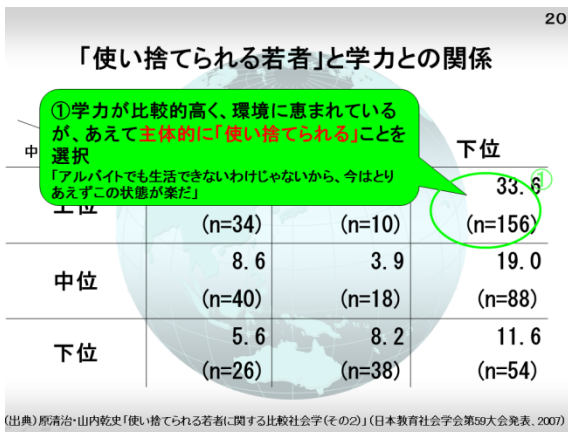 20
「使い捨てられる若者」と学力との関係
①学力が比較的高く、環境に恵まれている
が、あえて主体的に「使い捨てられる」ことを
選択
「アルバイトでも生活できないわけじゃないから、今はとり
あえずこの状態が楽だ」
中
下位
上位 33.6 ①
(n=34) (n=10) (n=156)
8.6 3.9 19.0
中位
(n=40) (n=18) (n=88)
5.6 8.2 11.6
下位
(n=26) (n=38) (n=54)
(出典)原清治・山内乾史「使い捨てられる若者に関する比較社会学(その2)」(日本教育社会学会第59大会発表、2007)